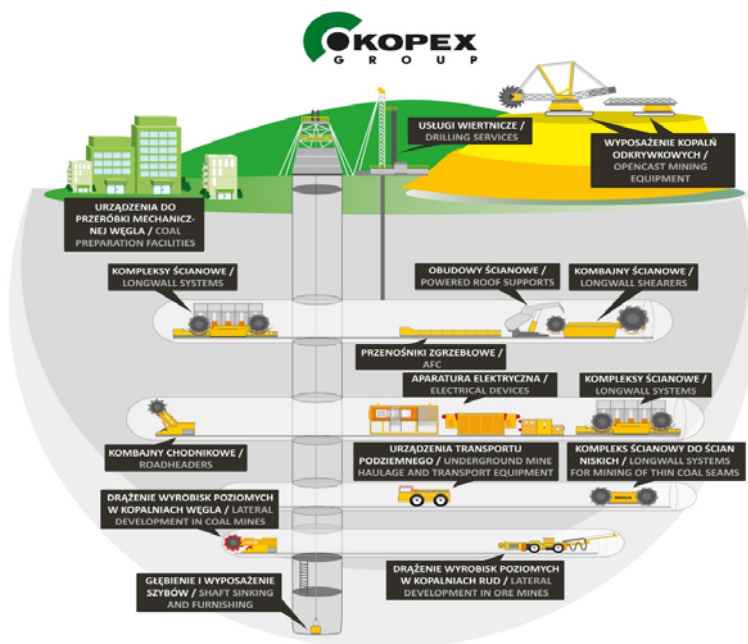 KOPEX
GROUP
USŁUGI WIERTNICZE /
DRILLING SERVICES
WYPOSAŻENIE KOPALŃ
ODKRYWKOWYCH /
OPENCAST MINING
EQUIPMENT
URZĄDZENIA DO
PRZERÓBKI MECHANICZ-
NEJ WĘGLA / COAL
PREPARATION FACILITIES
KOMPLEKSY ŚCIANOWE /
LONGWALL SYSTEMS
OBUDOWY ŚCIANOWE /
POWERED ROOF SUPPORTS
KOMBAJNY ŚCIANOWE /
LONGWALL SHEARERS
PRZENOŚNIKI ZGRZEBŁOWE /
AFC
APARATURA ELEKTRYCZNA /
ELECTRICAL DEVICES
KOMPLEKSY ŚCIANOWE /
LONGWALL SYSTEMS
KOMBAJNY CHODNIKOWE /
ROADHEADERS
URZĄDZENIA TRANSPORTU
PODZIEMNEGO / UNDERGROUND MINE
HAULAGE AND TRANSPORT EQUIPMENT
KOMPLEKS ŚCIANOWY DO ŚCIAN
NISKICH / LONGWALL SYSTEMS
FOR MINING OF THIN COAL SEAMS
DRĄŻENIE WYROBISK POZIOMYCH
W KOPALNIACH WĘGLA / LATERAL
DEVELOPMENT IN COAL MINES
DRĄŻENIE WYROBISK POZIOMYCH
W KOPALNIACH RUD / LATERAL
DEVELOPMENT IN ORE MINES
GŁĘBIENIE I WYPOSAŻENIE
SZYBÓW / SHAFT SINKING
AND FURNISHING